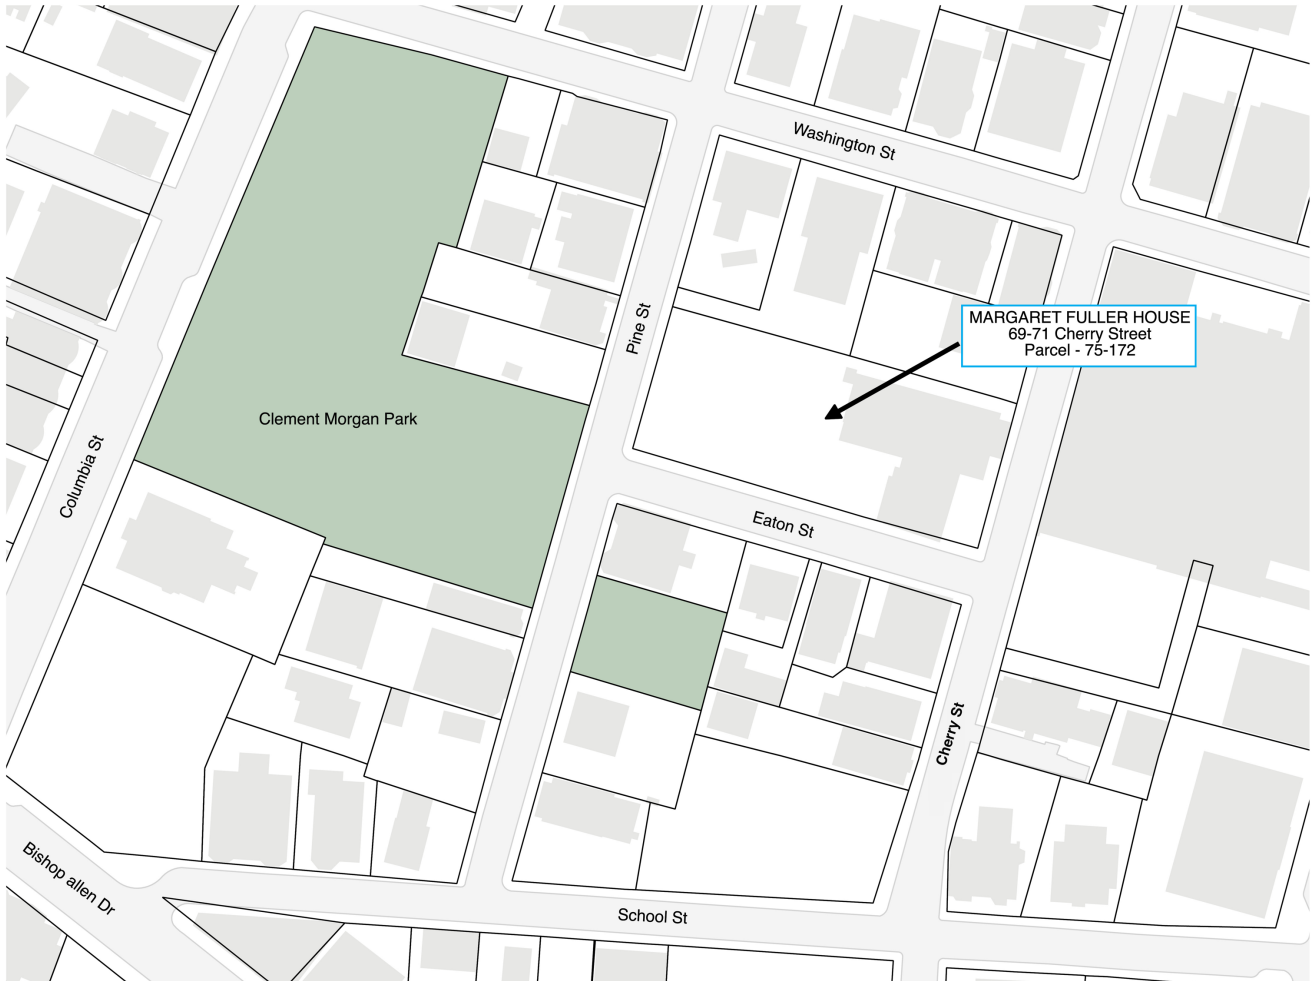 Washington St
MARGARET FULLER HOUSE
69-71 Cherry Street
Parcel - 75-172
Pine St
Clement Morgan Park
Columbia St
Eaton St
Cherry St
Bishop allen Dr
School St